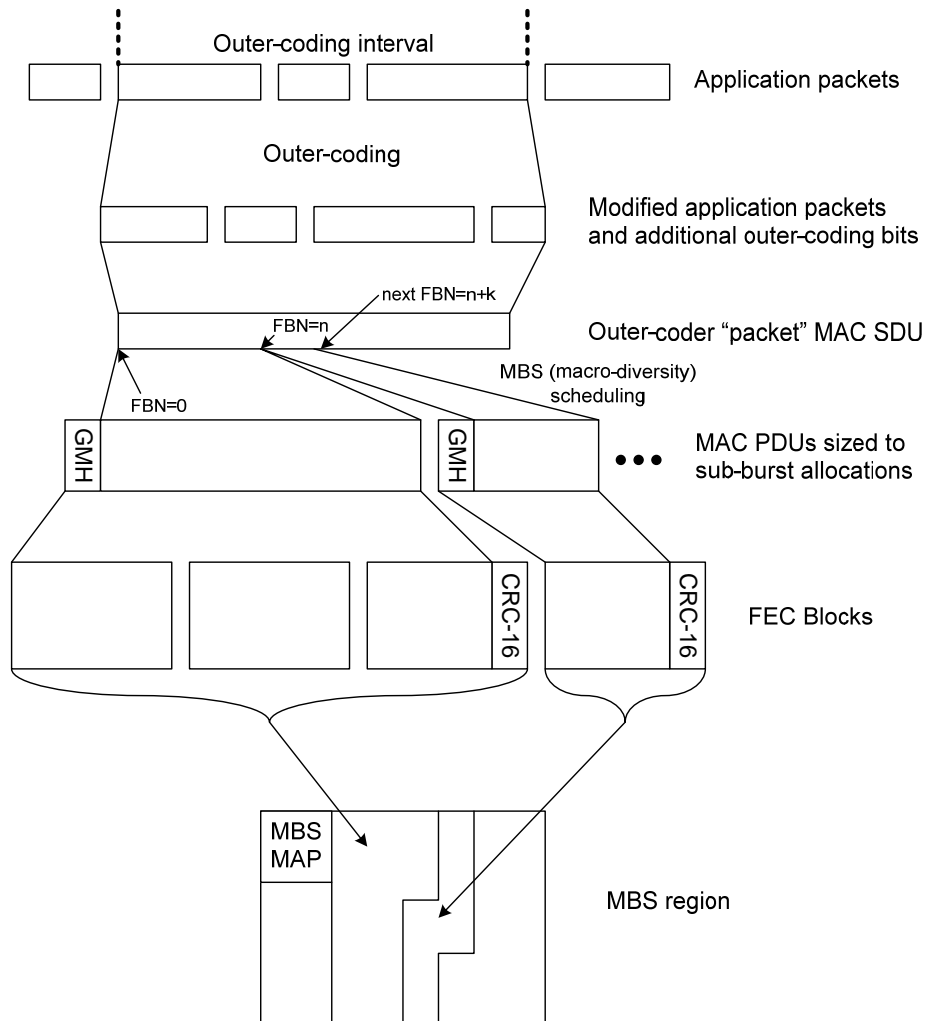 Outer-coding interval
Application packets
Outer-coding
Modified application packets
and additional outer-coding bits
next FBN=n+k
FBN=n
Outer-coder “packet” MAC SDU
MBS (macro-diversity)
scheduling
FBN=0
GMH
GMH
MAC PDUs sized to
sub-burst allocations
CRC-16
CRC-16
FEC Blocks
MBS
MAP
MBS region